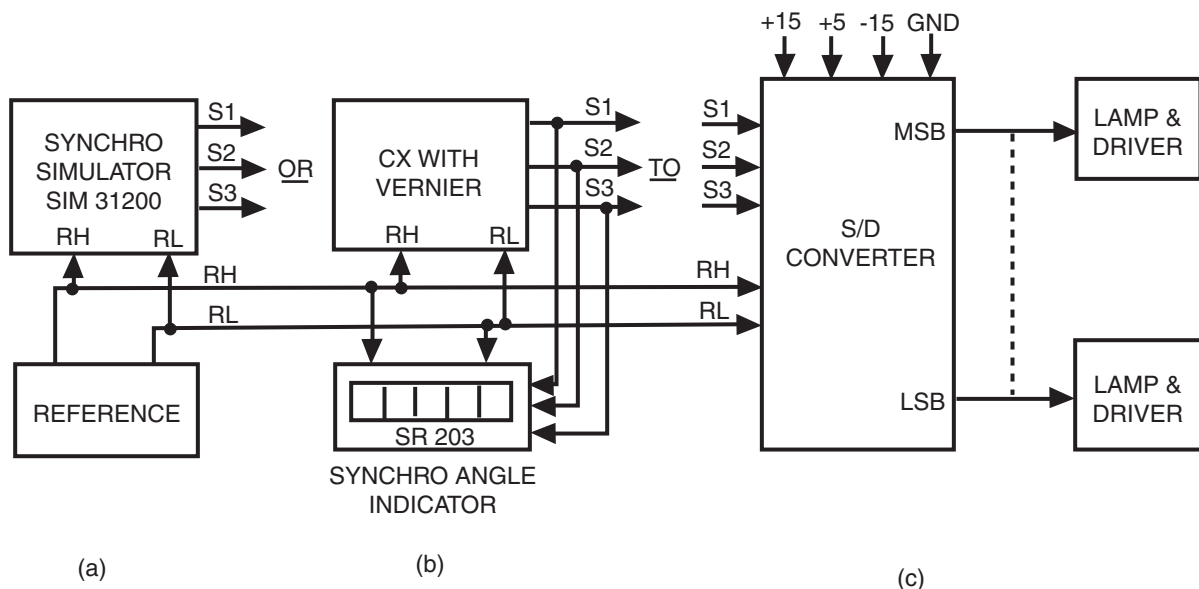 +15
+5
-15
GND
SYNCHRO
SIMULATOR
SIM 31200
RH
RL
S1
S2
S3
OR
CX WITH
VERNIER
RH
RL
S1
S2
S3
TO
S1
S2
S3
RH
RL
RH
RL
S/D
CONVERTER
MSB
LSB
LAMP &
DRIVER
LAMP &
DRIVER
REFERENCE
SR 203
SYNCHRO ANGLE
INDICATOR
(a)
(b)
(c)